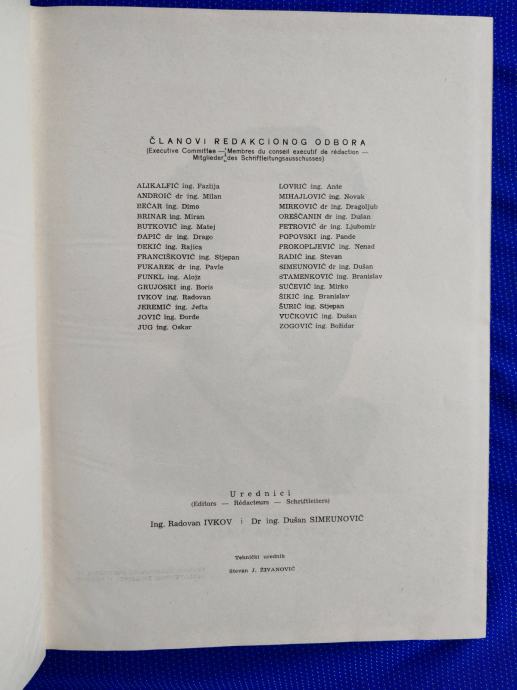 ČLANOVI REDAKCIONOG ODBORA
(Executive Committee — Membres du conseil executif de rédaction —
Mitglieder des Schriftleitungsausschusses)
ALIKALFIĆ ing. Fazlija
ANDROIĆ dr ing. Milan
BEĆAR ing. Dimo
BRINAR ing. Miran
BUTKOVIĆ ing. Matej
ĐAPIĆ dr ing. Drago
ĐEKIĆ ing. Rajica
FRANCIŠKOVIĆ ing. Stjepan
FUKAREK dr ing. Pavle
FUNKL ing. Alojz
GRUJOSKI ing. Boris
IVKOV ing. Radovan
JEREMIĆ ing. Jefta
JOVIĆ ing. Đorđe
JUG ing. Oskar
LOVRIĆ ing. Ante
MIHAJLOVIĆ ing. Novak
MIRKOVIĆ dr ing. Dragoljub
OREŠČANIN dr ing. Dušan
PETROVIĆ dr ing. Ljubomir
POPOVSKI ing. Pande
PROKOPLJEVIĆ ing. Nenad
RADIĆ ing. Stevan
SIMEUNOVIĆ dr ing. Dušan
STAMENKOVIĆ ing. Branislav
SUČEVIĆ ing. Mirko
ŠIKIĆ ing. Branislav
ŠURIĆ ing. Stjepan
VUČKOVIĆ ing. Dušan
ZOGOVIĆ ing. Božidar
Urednici
(Editors — Rédacteurs — Schriftleiters)
Ing. Radovan IVKOV i Dr ing. Dušan SIMEUNOVIĆ
Tehnički urednik
Stevan J. ŽIVANOVIĆ